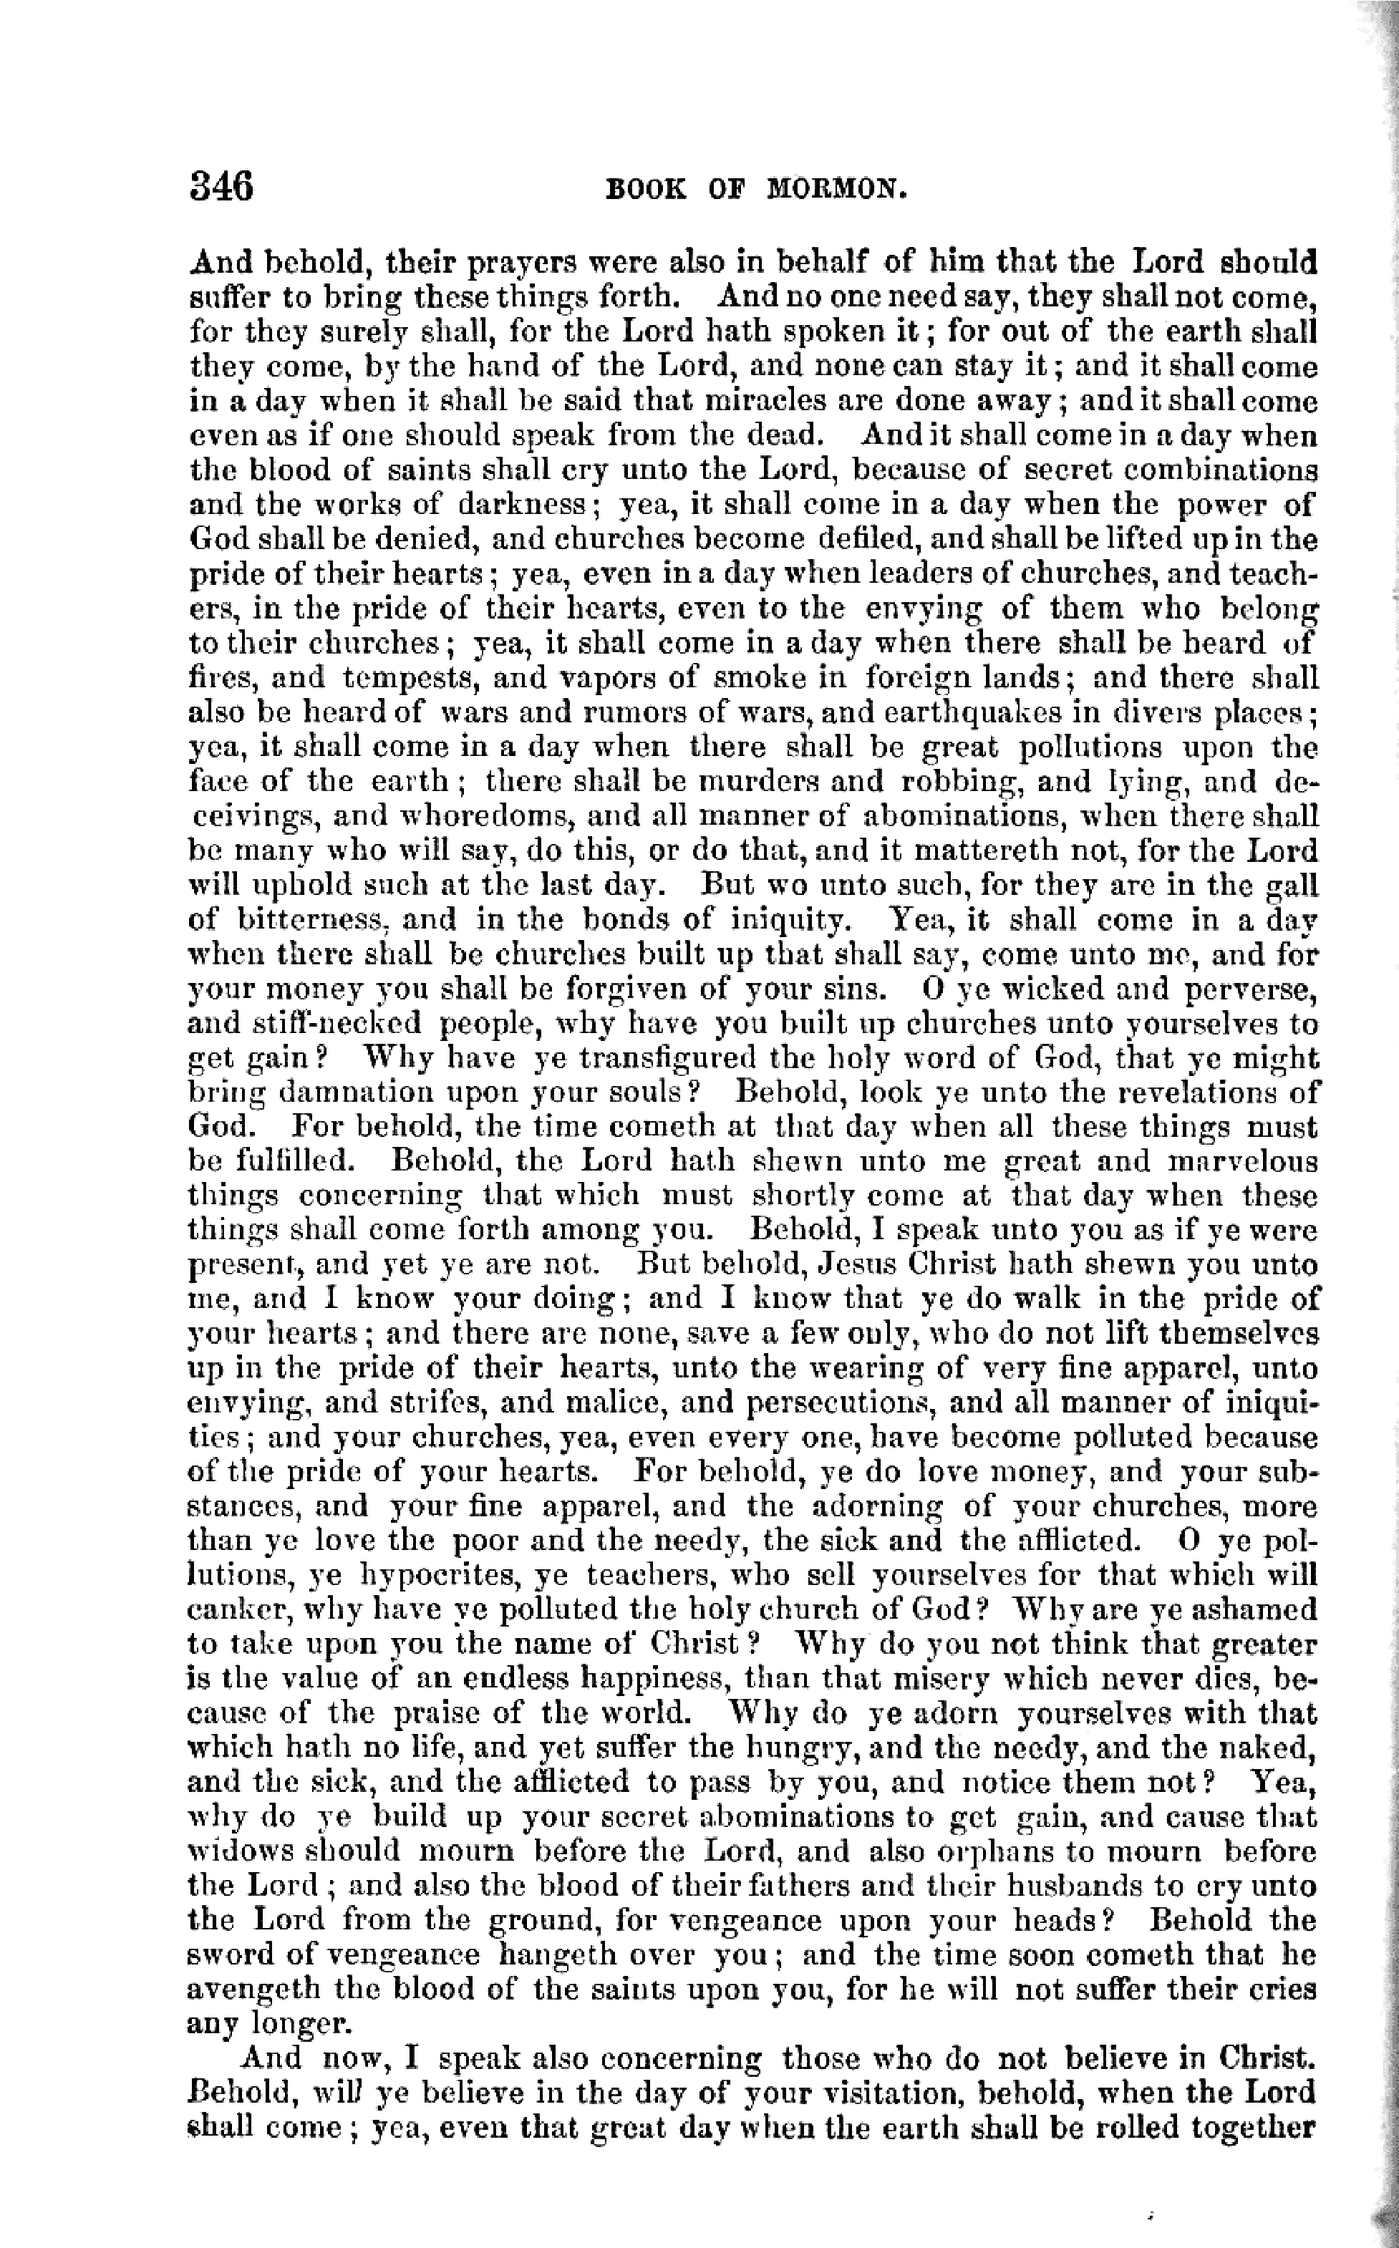 346 BOOK OF MORMON.
And behold, their prayers were also in behalf of him that the Lord should
suffer to bring these things forth. And no one need say, they shall not come,
for they surely shall, for the Lord hath spoken it; for out of the earth shall
they come, by the hand of the Lord, and none can stay it; and it shall come
in a day when it shall be said that miracles are done away; and it shall come
even as if one should speak from the dead. And it shall come in a day when
the blood of saints shall cry unto the Lord, because of secret combinations
and the works of darkness; yea, it shall come in a day when the power of
God shall be denied, and churches become defiled, and shall be lifted up in the
pride of their hearts; yea, even in a day when leaders of churches, and teach-
ers, in the pride of their hearts, even to the envying of them who belong
to their churches; yea, it shall come in a day when there shall be heard of
fires, and tempests, and vapors of smoke in foreign lands; and there shall
also be heard of wars and rumors of wars, and earthquakes in divers places;
yea, it shall come in a day when there shall be great pollutions upon the
face of the earth; there shall be murders and robbing, and lying, and de-
ceivings, and whoredoms, and all manner of abominations, when there shall
be many who will say, do this, or do that, and it mattereth not, for the Lord
will uphold such at the last day. But wo unto such, for they are in the gall
of bitterness, and in the bonds of iniquity. Yea, it shall come in a day
when there shall be churches built up that shall say, come unto me, and for
your money you shall be forgiven of your sins. O ye wicked and perverse,
and stiff-necked people, why have you built up churches unto yourselves to
get gain? Why have ye transfigured the holy word of God, that ye might
bring damnation upon your souls? Behold, look ye unto the revelations of
God. For behold, the time cometh at that day when all these things must
be fulfilled. Behold, the Lord hath shewn unto me great and marvelous
things concerning that which must shortly come at that day when these
things shall come forth among you. Behold, I speak unto you as if ye were
present, and yet ye are not. But behold, Jesus Christ hath shewn you unto
me, and I know your doing; and I know that ye do walk in the pride of
your hearts; and there are none, save a few only, who do not lift themselves
up in the pride of their hearts, unto the wearing of very fine apparel, unto
envying, and strifes, and malice, and persecutions, and all manner of iniqui-
ties; and your churches, yea, even every one, have become polluted because
of the pride of your hearts. For behold, ye do love money, and your sub-
stances, and your fine apparel, and the adorning of your churches, more
than ye love the poor and the needy, the sick and the afflicted. O ye pol-
lutions, ye hypocrites, ye teachers, who sell yourselves for that which will
canker, why have ye polluted the holy church of God? Why are ye ashamed
to take upon you the name of Christ? Why do you not think that greater
is the value of an endless happiness, than that misery which never dies, be-
cause of the praise of the world. Why do ye adorn yourselves with that
which hath no life, and yet suffer the hungry, and the needy, and the naked,
and the sick, and the afflicted to pass by you, and notice them not? Yea,
why do ye build up your secret abominations to get gain, and cause that
widows should mourn before the Lord, and also orphans to mourn before
the Lord; and also the blood of their fathers and their husbands to cry unto
the Lord from the ground, for vengeance upon your heads? Behold the
sword of vengeance hangeth over you; and the time soon cometh that he
avengeth the blood of the saints upon you, for he will not suffer their cries
any longer.
And now, I speak also concerning those who do not believe in Christ.
Behold, will ye believe in the day of your visitation, behold, when the Lord
shall come; yea, even that great day when the earth shall be rolled together